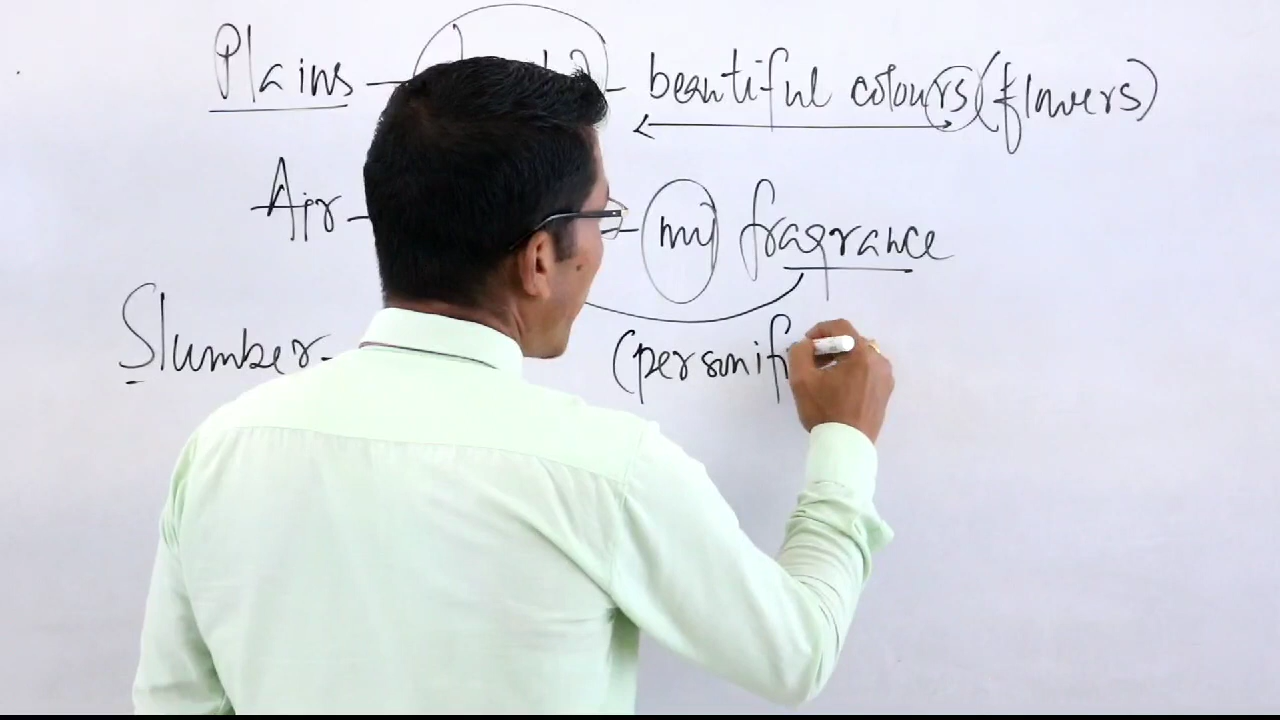 Plains - beautiful colours (flowers)
Air - my fragrance
Slumber - (personif